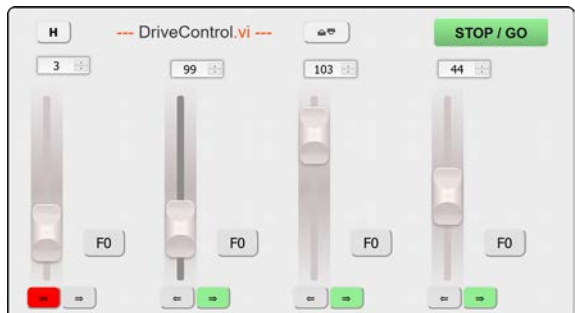 H --- DriveControl.vi --- STOP / GO
3 99 103 44
F0 F0 F0 F0
⇐ ⇒ ⇐ ⇒ ⇐ ⇒ ⇐ ⇒